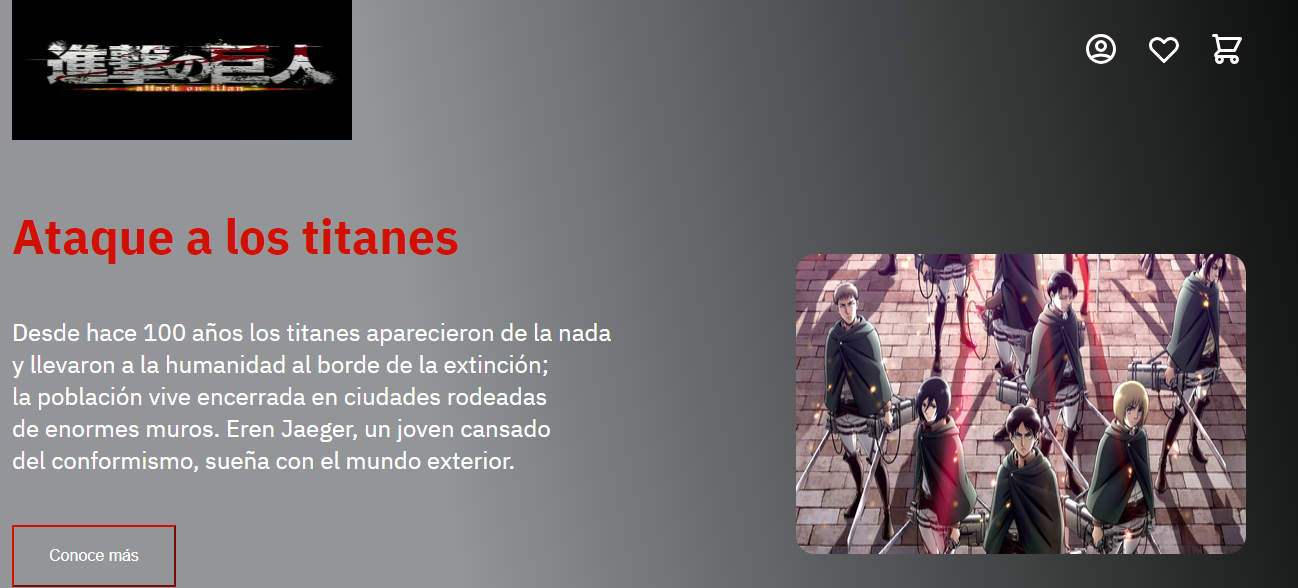 進撃の巨人
attack on titan
Ataque a los titanes
Desde hace 100 años los titanes aparecieron de la nada
y llevaron a la humanidad al borde de la extinción;
la población vive encerrada en ciudades rodeadas
de enormes muros. Eren Jaeger, un joven cansado
del conformismo, sueña con el mundo exterior.
Conoce más